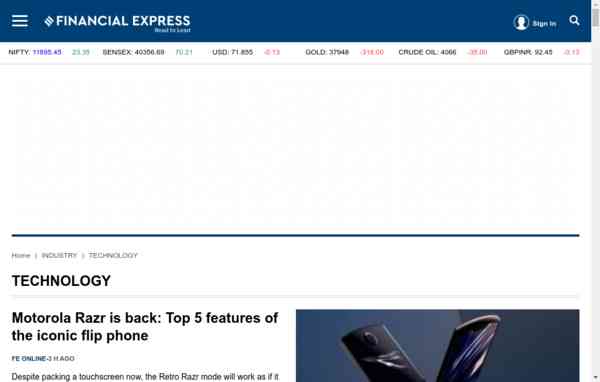 FINANCIAL EXPRESS
Read to Lead
Sign In
NIFTY: 11895.45 23.35 SENSEX: 40356.69 70.21 USD: 71.855 -0.13 GOLD: 37948 -318.00 CRUDE OIL: 4066 -35.00 GBPINR: 92.45 -0.13
Home | INDUSTRY | TECHNOLOGY
TECHNOLOGY
Motorola Razr is back: Top 5 features of
the iconic flip phone
FE ONLINE-3 H AGO
Despite packing a touchscreen now, the Retro Razr mode will work as if it